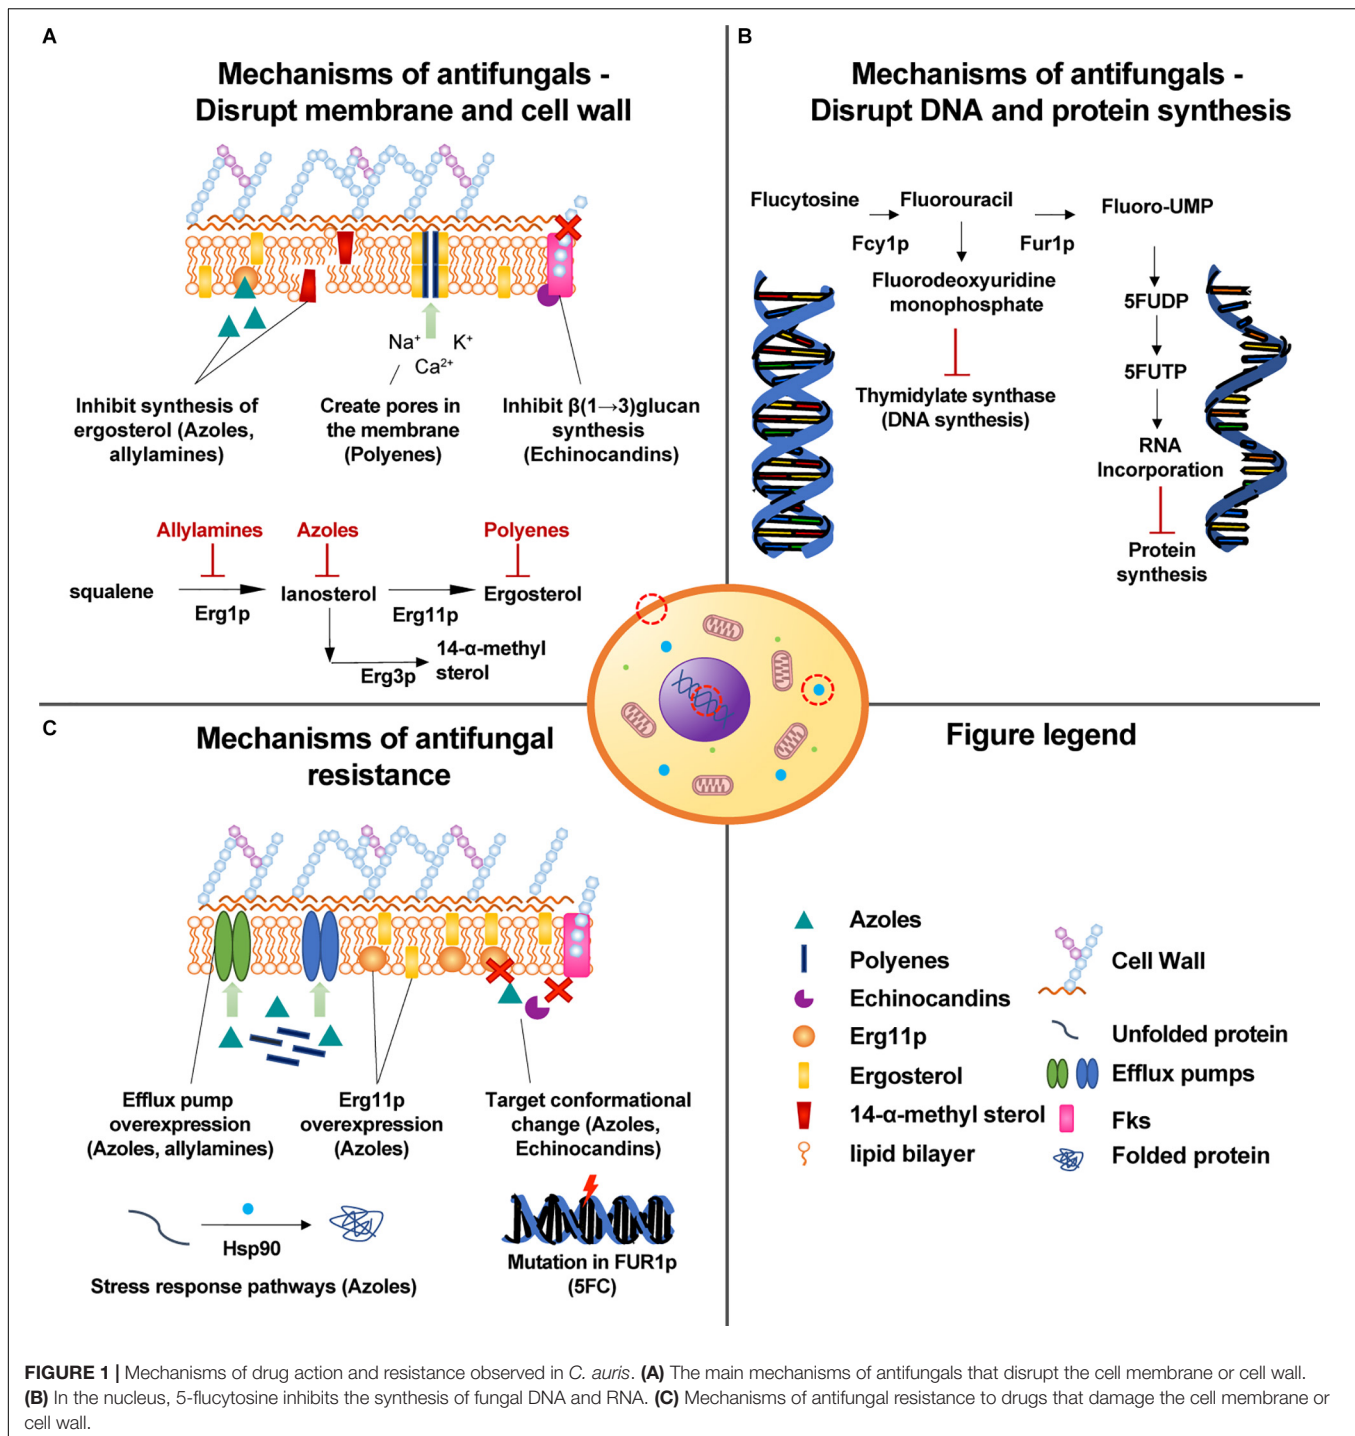 A
Mechanisms of antifungals -
Disrupt membrane and cell wall
Na⁺
K⁺
Ca²⁺
Inhibit synthesis of
ergosterol (Azoles,
allylamines)
Create pores in
the membrane
(Polyenes)
Inhibit β(1→3)glucan
synthesis
(Echinocandins)
Allylamines
Azoles
Polyenes
squalene
Erg1p
lanosterol
Erg11p
Ergosterol
Erg3p
14-α-methyl
sterol
B
Mechanisms of antifungals -
Disrupt DNA and protein synthesis
Flucytosine
Fcy1p
Fluorouracil
Fur1p
Fluoro-UMP
Fluorodeoxyuridine
monophosphate
Thymidylate synthase
(DNA synthesis)
5FUDP
5FUTP
RNA
Incorporation
Protein
synthesis
C
Mechanisms of antifungal
resistance
Efflux pump
overexpression
(Azoles, allylamines)
Erg11p
overexpression
(Azoles)
Target conformational
change (Azoles,
Echinocandins)
Hsp90
Stress response pathways (Azoles)
Mutation in FUR1p
(5FC)
Figure legend
Azoles
Polyenes
Echinocandins
Erg11p
Ergosterol
14-α-methyl sterol
lipid bilayer
Cell Wall
Unfolded protein
Efflux pumps
Fks
Folded protein
FIGURE 1 | Mechanisms of drug action and resistance observed in C. auris. (A) The main mechanisms of antifungals that disrupt the cell membrane or cell wall.
(B) In the nucleus, 5-flucytosine inhibits the synthesis of fungal DNA and RNA. (C) Mechanisms of antifungal resistance to drugs that damage the cell membrane or
cell wall.